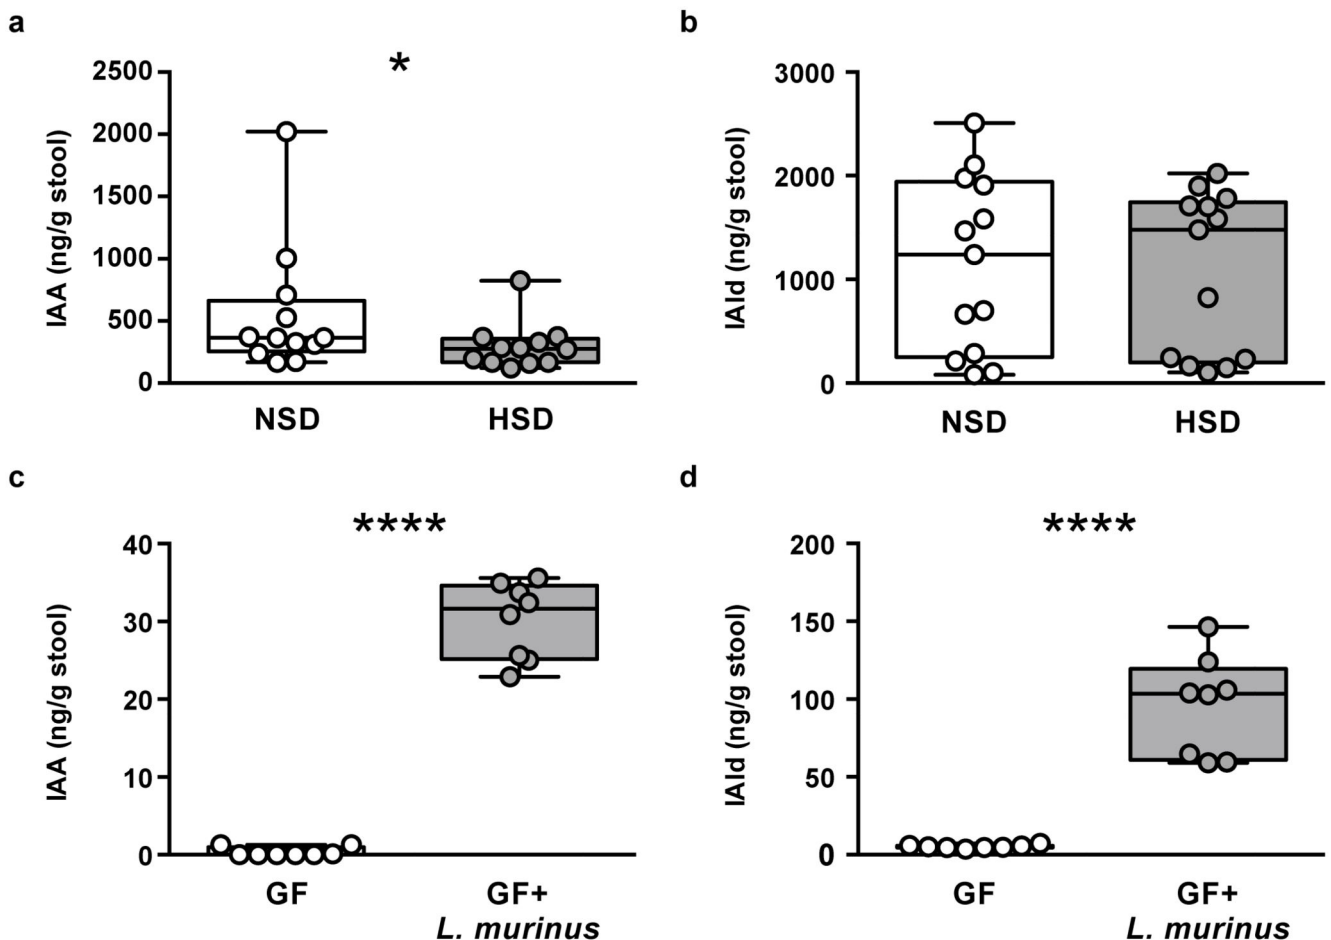 a
*
IAA (ng/g stool)
2500
2000
1500
1000
500
0
NSD
HSD
b
IAld (ng/g stool)
3000
2000
1000
0
NSD
HSD
c
****
IAA (ng/g stool)
40
30
20
10
0
GF
GF+
L. murinus
d
****
IAld (ng/g stool)
200
150
100
50
0
GF
GF+
L. murinus